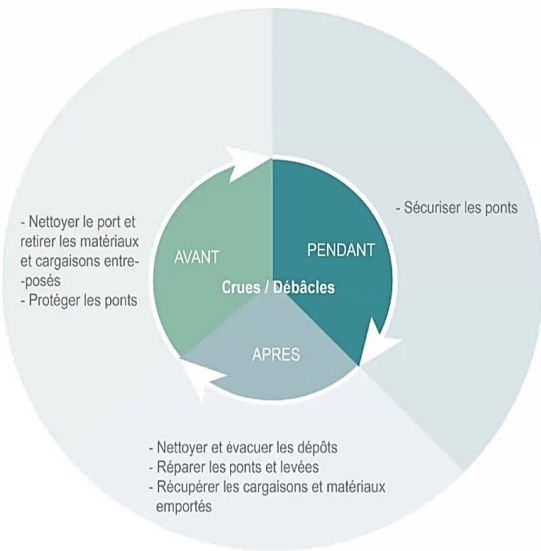 - Nettoyer le port et
retirer les matériaux
et cargaisons entre-
-posés
- Protéger les ponts
AVANT
PENDANT
Crues / Débâcles
APRES
- Sécuriser les ponts
- Nettoyer et évacuer les dépôts
- Réparer les ponts et levées
- Récupérer les cargaisons et matériaux
emportés